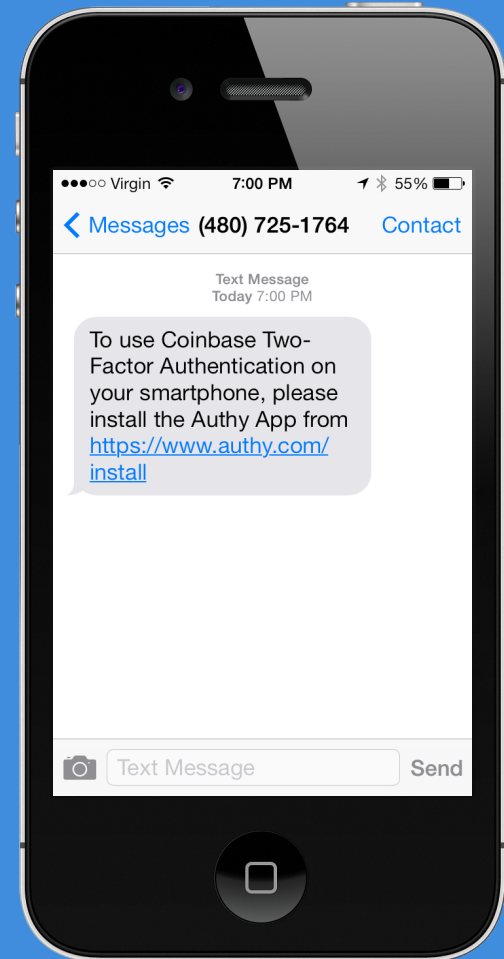 Virgin 7:00 PM 55%
Messages (480) 725-1764 Contact
Text Message
Today 7:00 PM
To use Coinbase Two-
Factor Authentication on
your smartphone, please
install the Authy App from
https://www.authy.com/
install
Text Message Send